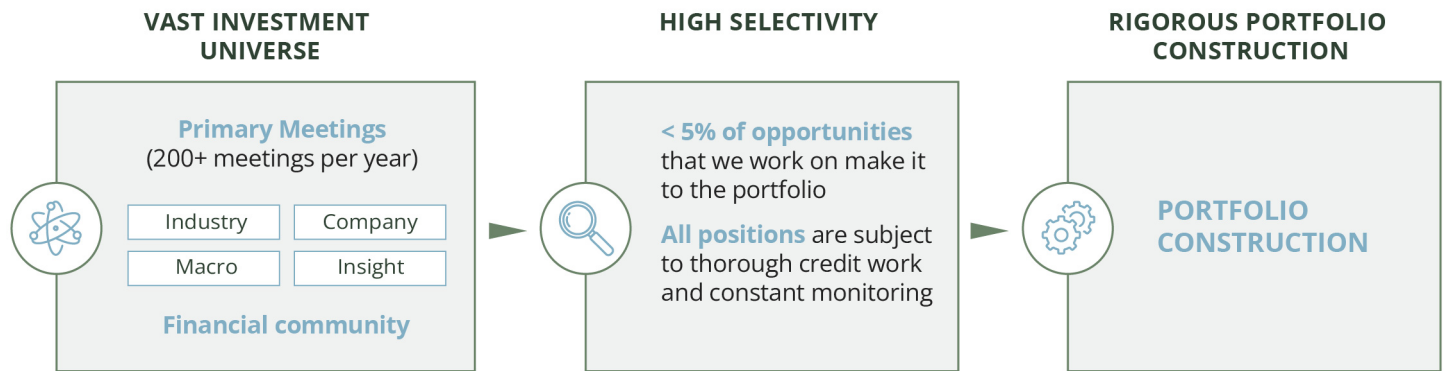 VAST INVESTMENT
UNIVERSE
Primary Meetings
(200+ meetings per year)
Industry
Company
Macro
Insight
Financial community
HIGH SELECTIVITY
< 5% of opportunities
that we work on make it
to the portfolio
All positions are subject
to thorough credit work
and constant monitoring
RIGOROUS PORTFOLIO
CONSTRUCTION
PORTFOLIO
CONSTRUCTION